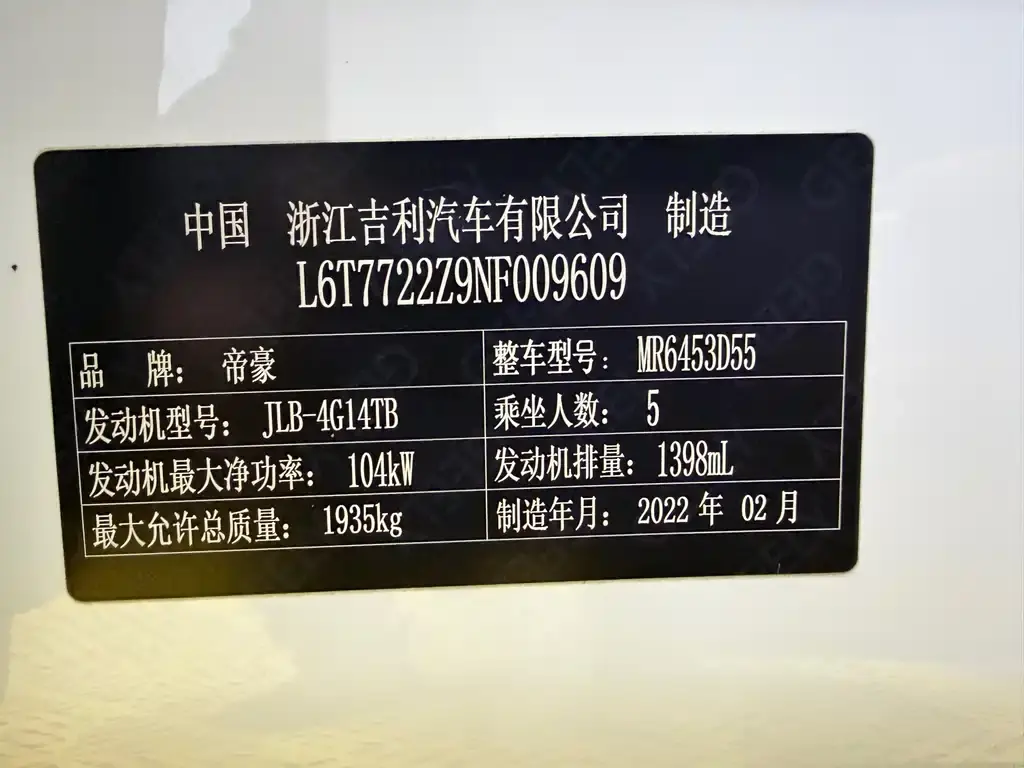 中国 浙江吉利汽车有限公司 制造
L6T7722Z9NF009609
品 牌： 帝豪 整车型号： MR6453D55
发动机型号： JLB-4G14TB 乘坐人数： 5
发动机最大净功率： 104kW 发动机排量： 1398mL
最大允许总质量： 1935kg 制造年月： 2022 年 02 月